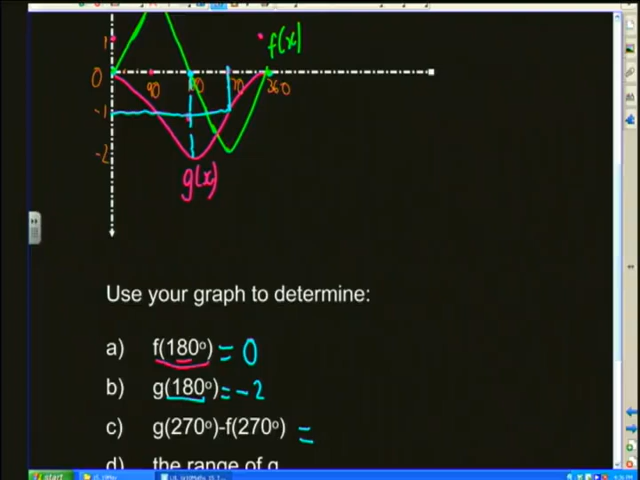 1
f(x)
0
90
180
270
360
-1
-2
g(x)
Use your graph to determine:
a) f(180°) = 0
b) g(180°) = -2
c) g(270°)-f(270°) =
d) the range of g
start